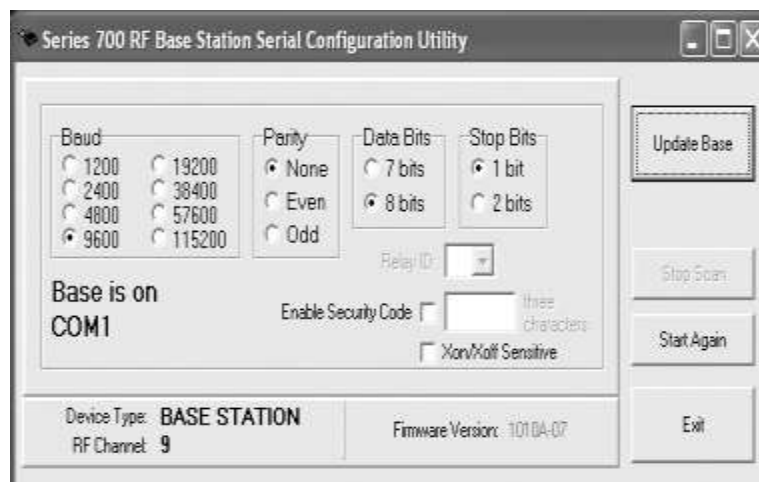 Series 700 RF Base Station Serial Configuration Utility
Baud
1200 19200
2400 38400
4800 57600
9600 115200
Parity
None
Even
Odd
Data Bits
7 bits
8 bits
Stop Bits
1 bit
2 bits
Relay ID:
Base is on
COM1
Enable Security Code
three
characters
Xon/Xoff Sensitive
Update Base
Stop Scan
Start Again
Exit
Device Type: BASE STATION
RF Channel: 9
Firmware Version: 1010A-07